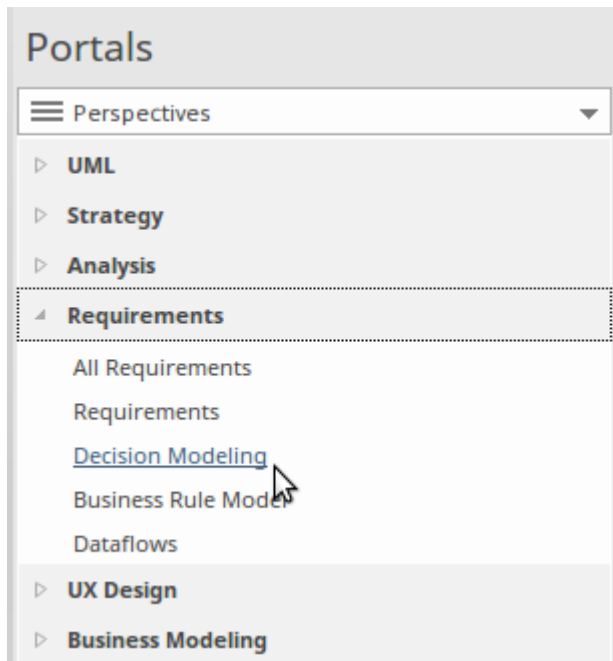 Portals
Perspectives
UML
Strategy
Analysis
Requirements
All Requirements
Requirements
Decision Modeling
Business Rule Model
Dataflows
UX Design
Business Modeling